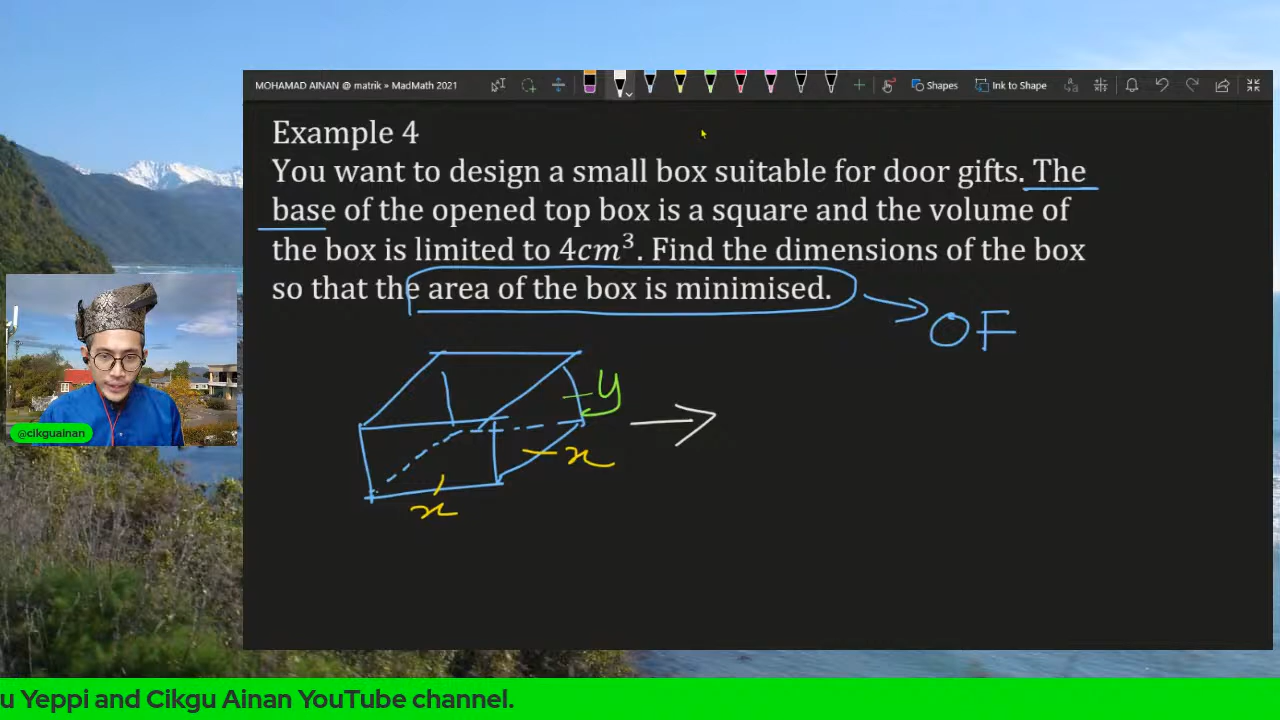 MOHAMAD AINAN @ matrik » MadMath 2021
Shapes
Ink to Shape
Example 4
You want to design a small box suitable for door gifts. The
base of the opened top box is a square and the volume of
the box is limited to 4cm³. Find the dimensions of the box
so that the area of the box is minimised.
OF
y
x
x
@cikguainan
u Yeppi and Cikgu Ainan YouTube channel.